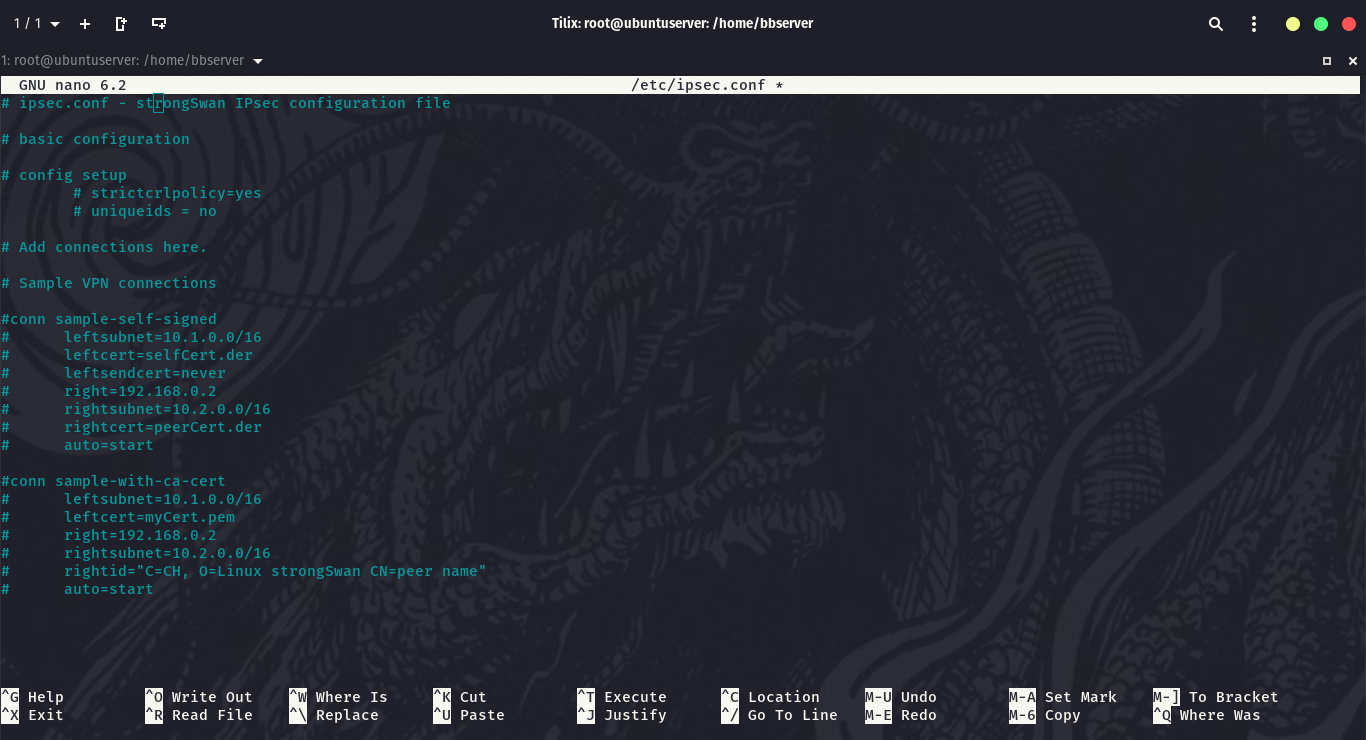 1 / 1
Tilix: root@ubuntuserver: /home/bbserver
1: root@ubuntuserver: /home/bbserver
GNU nano 6.2 /etc/ipsec.conf *
# ipsec.conf - strongSwan IPsec configuration file
# basic configuration
# config setup
# strictcrlpolicy=yes
# uniqueids = no
# Add connections here.
# Sample VPN connections
#conn sample-self-signed
# leftsubnet=10.1.0.0/16
# leftcert=selfCert.der
# leftsendcert=never
# right=192.168.0.2
# rightsubnet=10.2.0.0/16
# rightcert=peerCert.der
# auto=start
#conn sample-with-ca-cert
# leftsubnet=10.1.0.0/16
# leftcert=myCert.pem
# right=192.168.0.2
# rightsubnet=10.2.0.0/16
# rightid="C=CH, O=Linux strongSwan CN=peer name"
# auto=start
^G Help ^O Write Out ^W Where Is ^K Cut ^T Execute ^C Location M-U Undo M-A Set Mark M-] To Bracket
^X Exit ^R Read File ^\ Replace ^U Paste ^J Justify ^/ Go To Line M-E Redo M-6 Copy ^Q Where Was